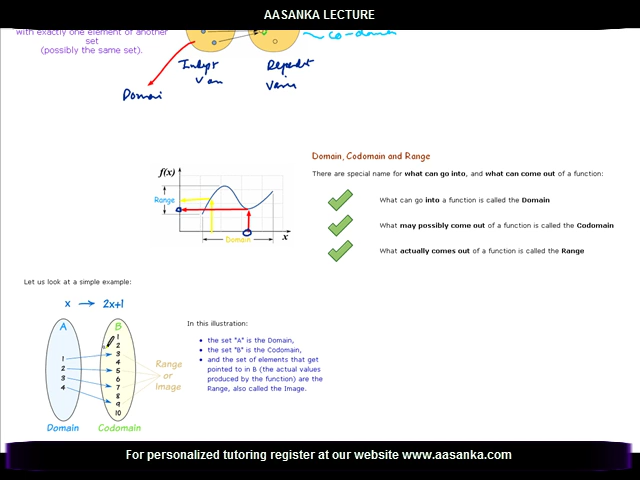 AASANKA LECTURE
with exactly one element of another
set
(possibly the same set).
co-domain
Indept
Var
Dependt
Varia
Domain
f(x)
Range
Domain
x
Domain, Codomain and Range
There are special name for what can go into, and what can come out of a function:
What can go into a function is called the Domain
What may possibly come out of a function is called the Codomain
What actually comes out of a function is called the Range
Let us look at a simple example:
x → 2x+1
A
B
1
2
3
4
1
2
3
4
5
6
7
8
9
10
Domain
Codomain
Range
or
Image
In this illustration:
• the set "A" is the Domain,
• the set "B" is the Codomain,
• and the set of elements that get
pointed to in B (the actual values
produced by the function) are the
Range, also called the Image.
For personalized tutoring register at our website www.aasanka.com